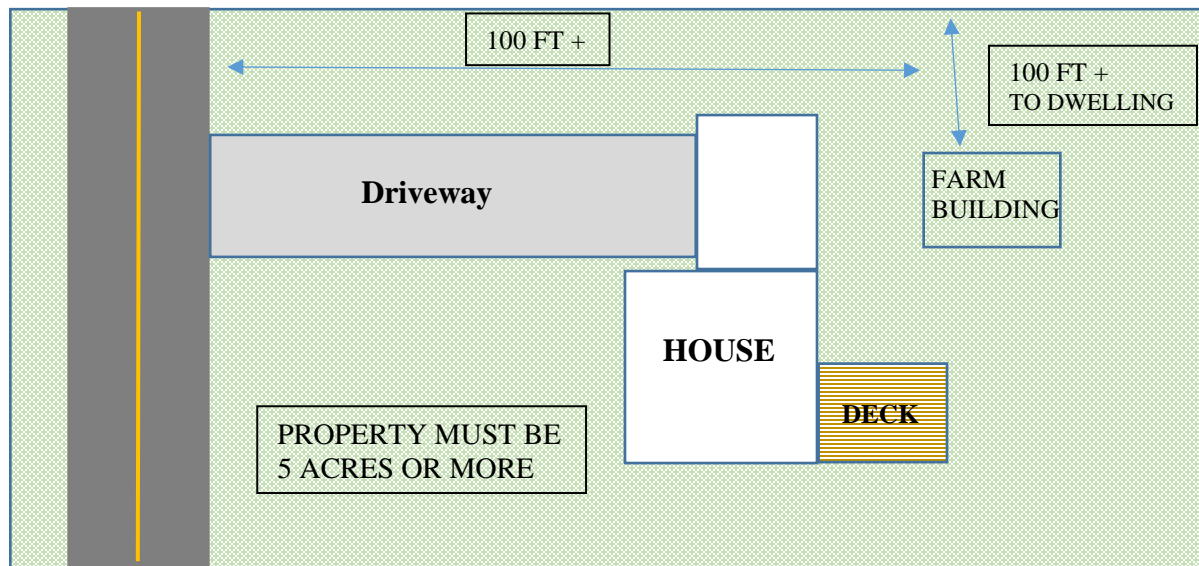 100 FT +
100 FT +
TO DWELLING
Driveway
FARM
BUILDING
HOUSE
DECK
PROPERTY MUST BE
5 ACRES OR MORE